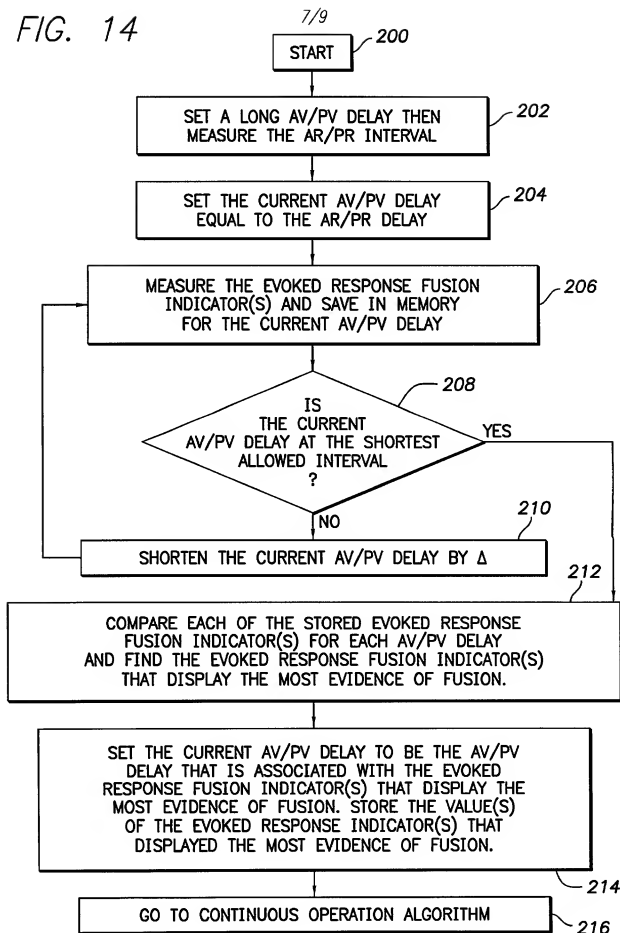 7/9
FIG. 14
START
200
SET A LONG AV/PV DELAY THEN
MEASURE THE AR/PR INTERVAL
202
SET THE CURRENT AV/PV DELAY
EQUAL TO THE AR/PR DELAY
204
MEASURE THE EVOKED RESPONSE FUSION
INDICATOR(S) AND SAVE IN MEMORY
FOR THE CURRENT AV/PV DELAY
206
208
IS
THE CURRENT
AV/PV DELAY AT THE SHORTEST
ALLOWED INTERVAL
?
YES
NO
210
SHORTEN THE CURRENT AV/PV DELAY BY Δ
212
COMPARE EACH OF THE STORED EVOKED RESPONSE
FUSION INDICATOR(S) FOR EACH AV/PV DELAY
AND FIND THE EVOKED RESPONSE FUSION INDICATOR(S)
THAT DISPLAY THE MOST EVIDENCE OF FUSION.
SET THE CURRENT AV/PV DELAY TO BE THE AV/PV
DELAY THAT IS ASSOCIATED WITH THE EVOKED
RESPONSE FUSION INDICATOR(S) THAT DISPLAY THE
MOST EVIDENCE OF FUSION. STORE THE VALUE(S)
OF THE EVOKED RESPONSE INDICATOR(S) THAT
DISPLAYED THE MOST EVIDENCE OF FUSION.
214
GO TO CONTINUOUS OPERATION ALGORITHM
216